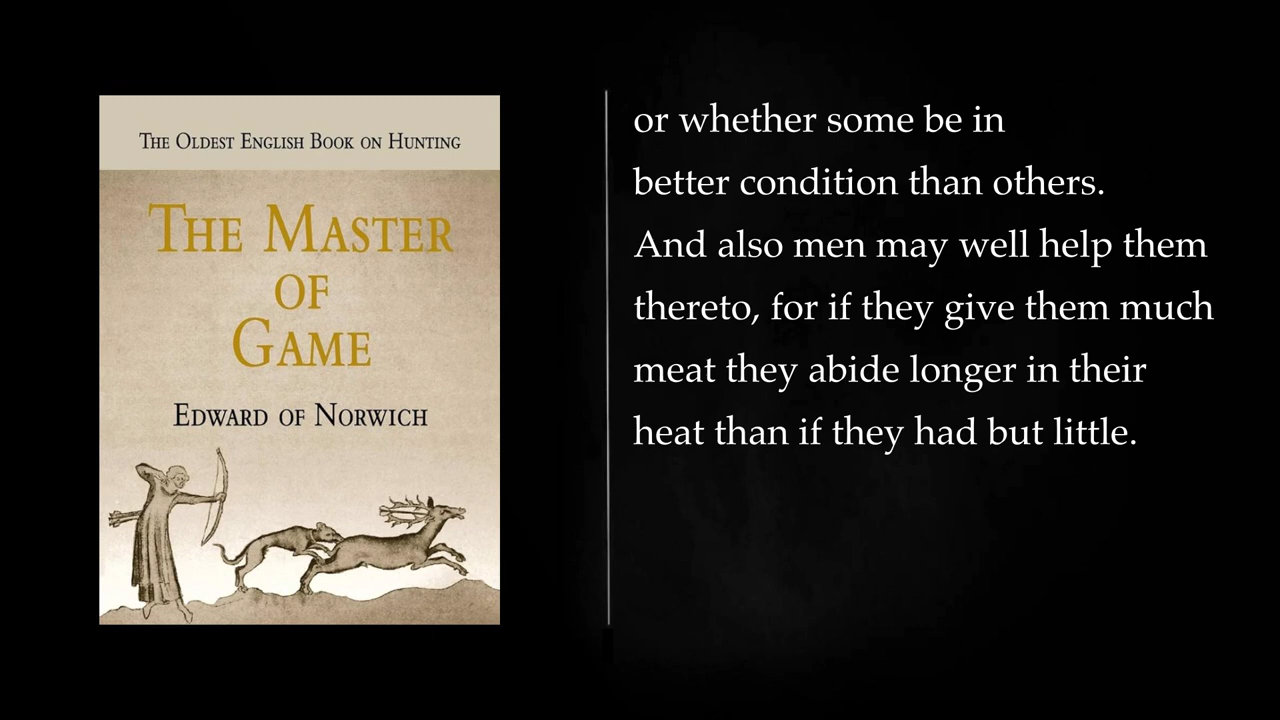 The Oldest English Book on Hunting
The Master
of
Game
Edward of Norwich
or whether some be in
better condition than others.
And also men may well help them
thereto, for if they give them much
meat they abide longer in their
heat than if they had but little.